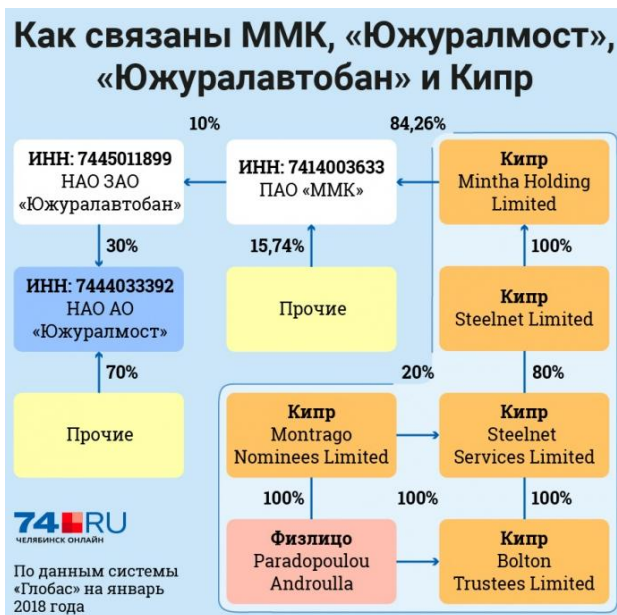 Как связаны ММК, «Южуралмост»,
«Южуралавтобан» и Кипр
10%
84,26%
ИНН: 7445011899
НАО ЗАО
«Южуралавтобан»
ИНН: 7414003633
ПАО «ММК»
Кипр
Mintha Holding
Limited
30%
15,74%
100%
ИНН: 7444033392
НАО АО
«Южуралмост»
Прочие
Кипр
Steelnet Limited
70%
20%
80%
Прочие
Кипр
Montrago
Nominees Limited
Кипр
Steelnet
Services Limited
100%
100%
100%
74RU
ЧЕЛЯБИНСК ОНЛАЙН
Физлицо
Paradopoulou
Androulla
Кипр
Bolton
Trustees Limited
По данным системы
«Глобас» на январь
2018 года